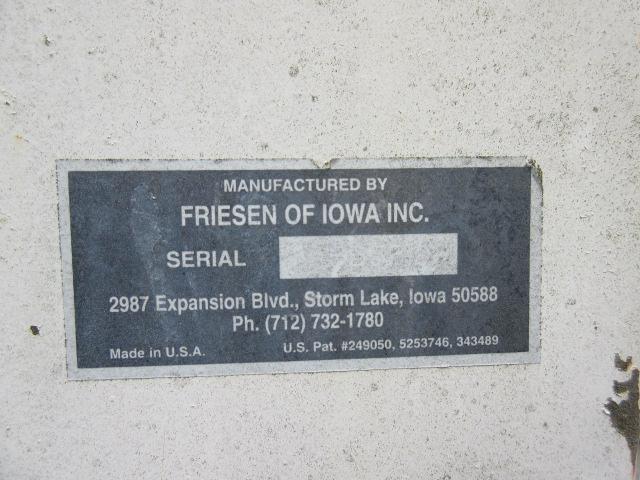 MANUFACTURED BY
FRIESEN OF IOWA INC.
SERIAL
2987 Expansion Blvd., Storm Lake, Iowa 50588
Ph. (712) 732-1780
Made in U.S.A.
U.S. Pat. #249050, 5253746, 343489